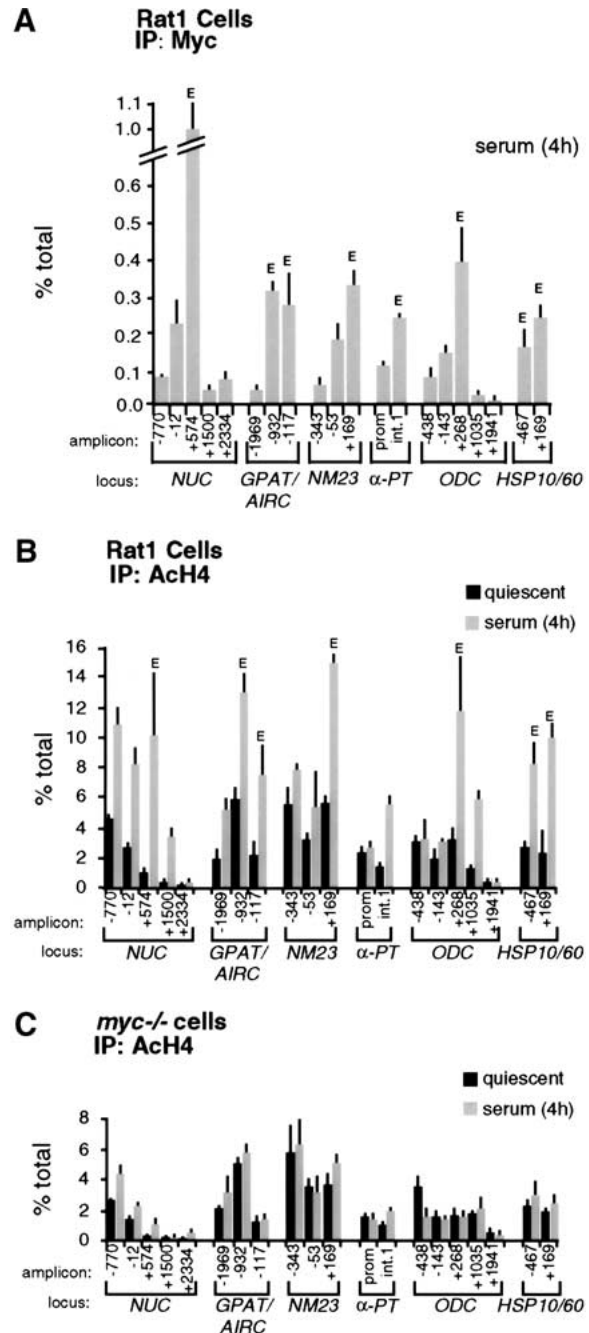 A
Rat1 Cells
IP: Myc
serum (4h)
% total
1.1
1.0
0.6
0.5
0.4
0.3
0.2
0.1
0.0
E
E
E
E
E
E
E
E
amplicon:
-770
-12
+574
+1500
+2334
-1969
-932
-117
-343
-53
+169
prom
int.1
-438
-143
+268
+1035
+1941
-467
+169
locus:
NUC
GPAT/
AIRC
NM23
α-PT
ODC
HSP10/60
B
Rat1 Cells
IP: AcH4
quiescent
serum (4h)
% total
16
14
12
10
8
6
4
2
0
E
E
E
E
E
E
E
amplicon:
-770
-12
+574
+1500
+2334
-1969
-932
-117
-343
-53
+169
prom
int.1
-438
-143
+268
+1035
+1941
-467
+169
locus:
NUC
GPAT/
AIRC
NM23
α-PT
ODC
HSP10/60
C
myc-/- cells
IP: AcH4
quiescent
serum (4h)
% total
8
6
4
2
0
amplicon:
-770
-12
+574
+1500
+2334
-1969
-932
-117
-343
-53
+169
prom
int.1
-438
-143
+268
+1035
+1941
-467
+169
locus:
NUC
GPAT/
AIRC
NM23
α-PT
ODC
HSP10/60